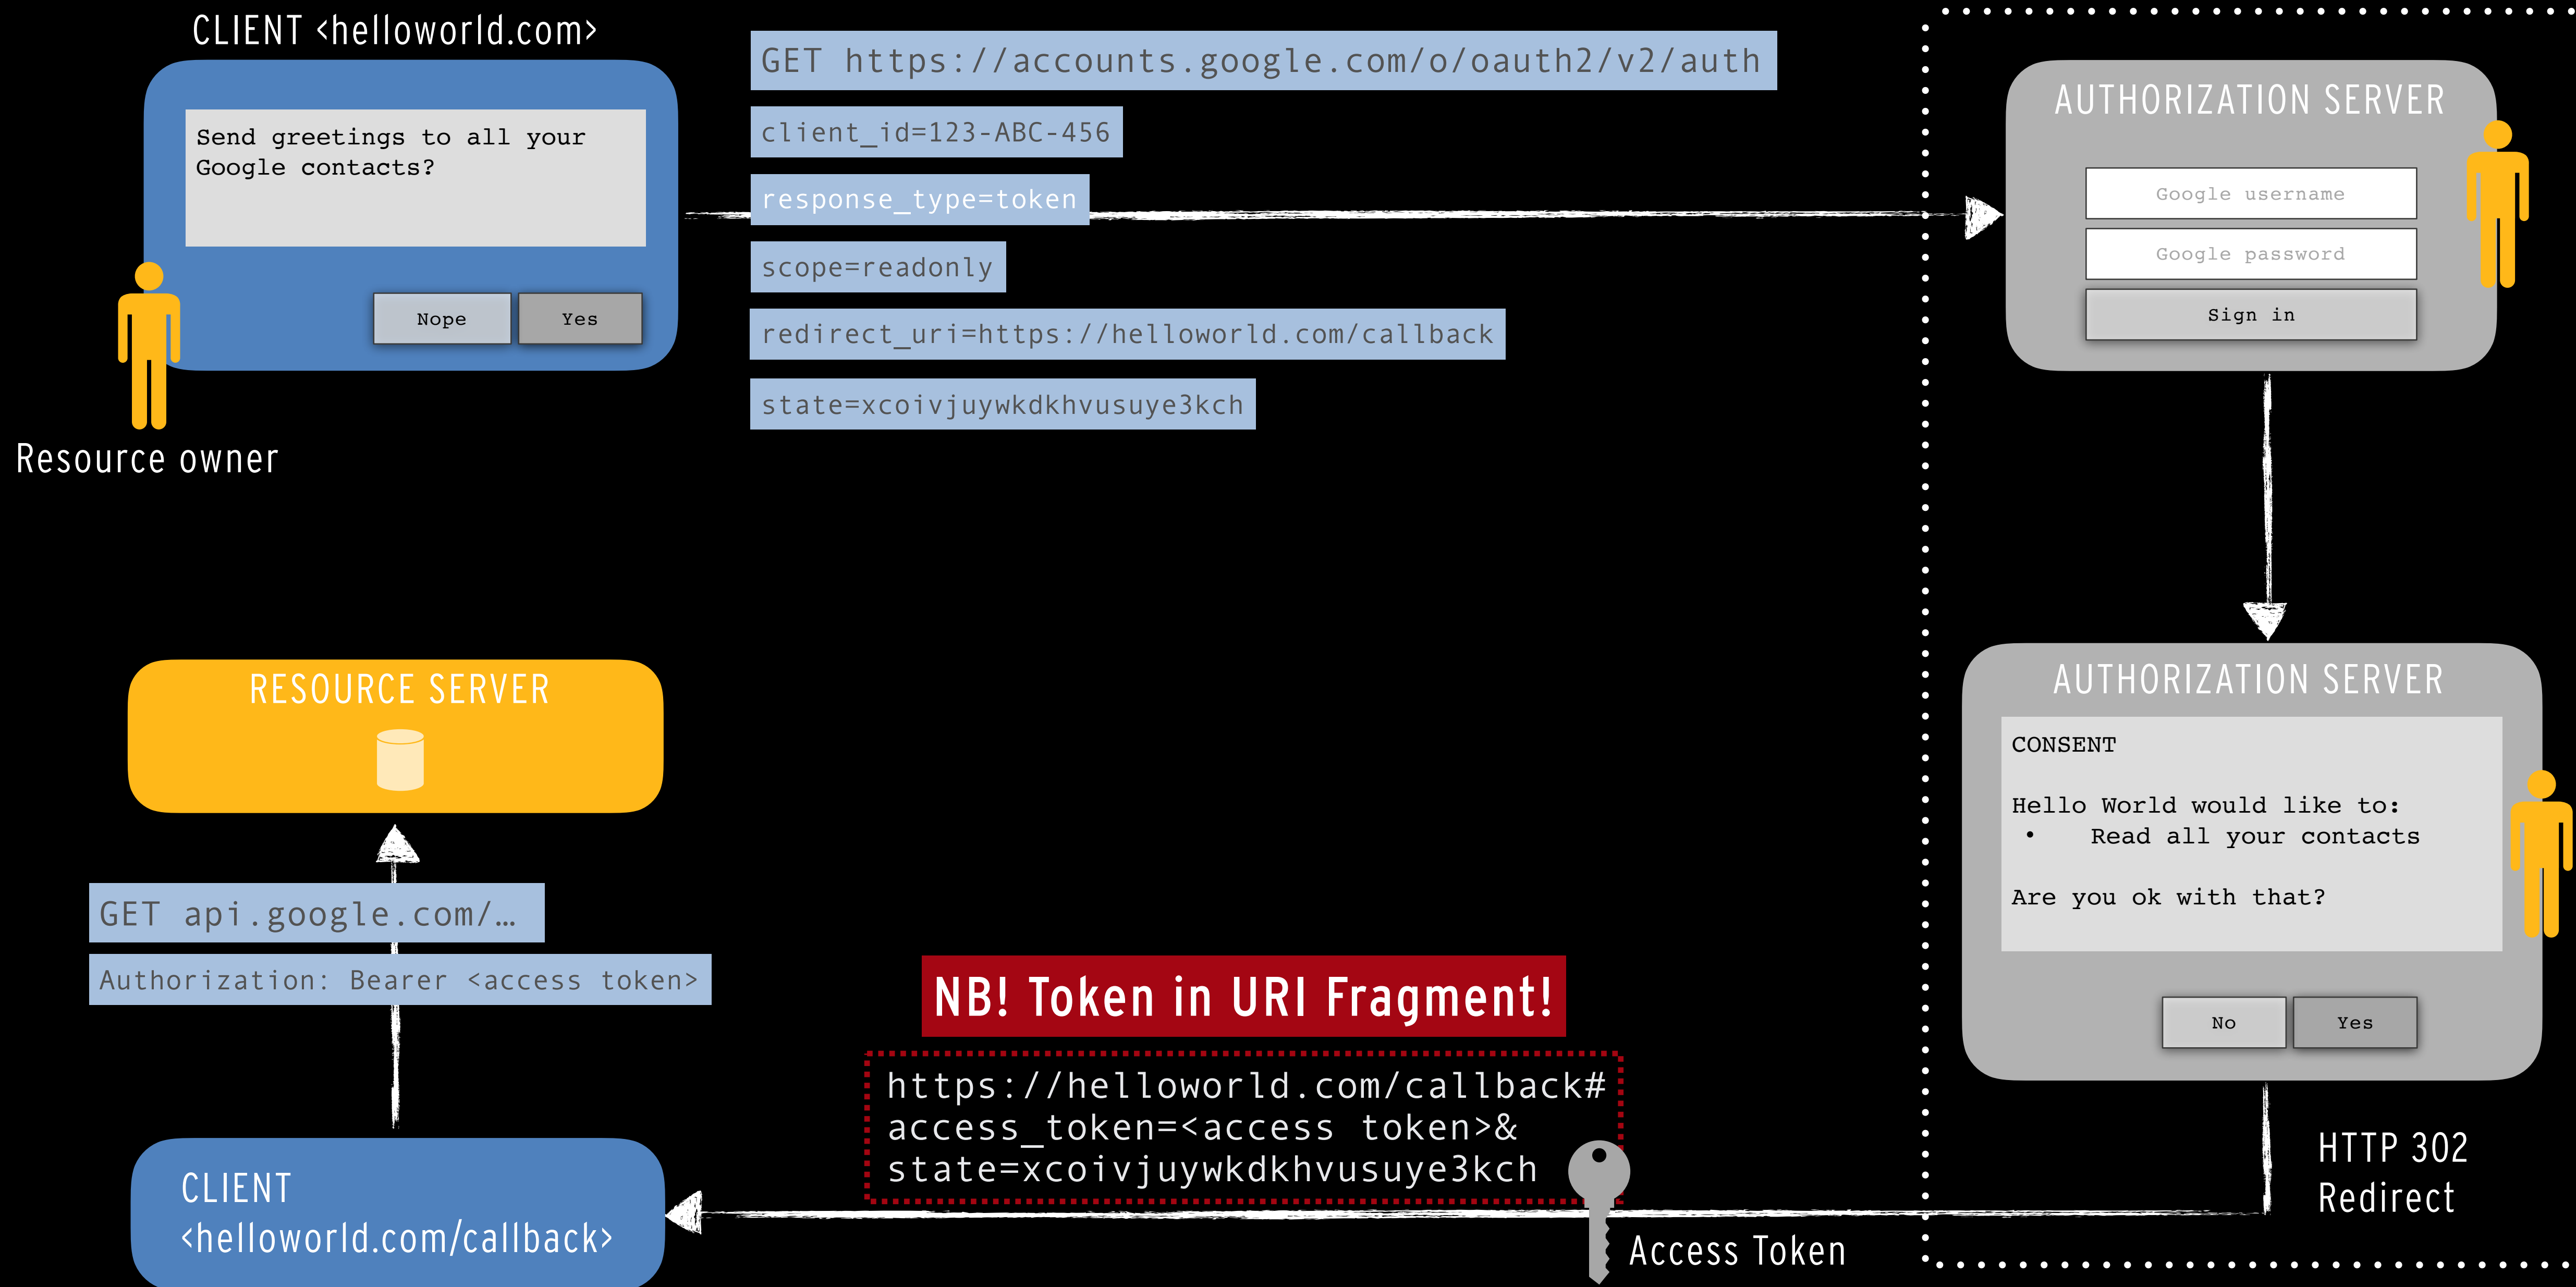 CLIENT <helloworld.com>
Send greetings to all your
Google contacts?
Nope
Yes
Resource owner
GET https://accounts.google.com/o/oauth2/v2/auth
client_id=123-ABC-456
response_type=token
scope=readonly
redirect_uri=https://helloworld.com/callback
state=xcoivjuywkdkhvusuye3kch
AUTHORIZATION SERVER
Google username
Google password
Sign in
AUTHORIZATION SERVER
CONSENT
Hello World would like to:
• Read all your contacts
Are you ok with that?
No
Yes
HTTP 302
Redirect
NB! Token in URI Fragment!
https://helloworld.com/callback#
access_token=<access token>&
state=xcoivjuywkdkhvusuye3kch
Access Token
RESOURCE SERVER
GET api.google.com/…
Authorization: Bearer <access token>
CLIENT
<helloworld.com/callback>